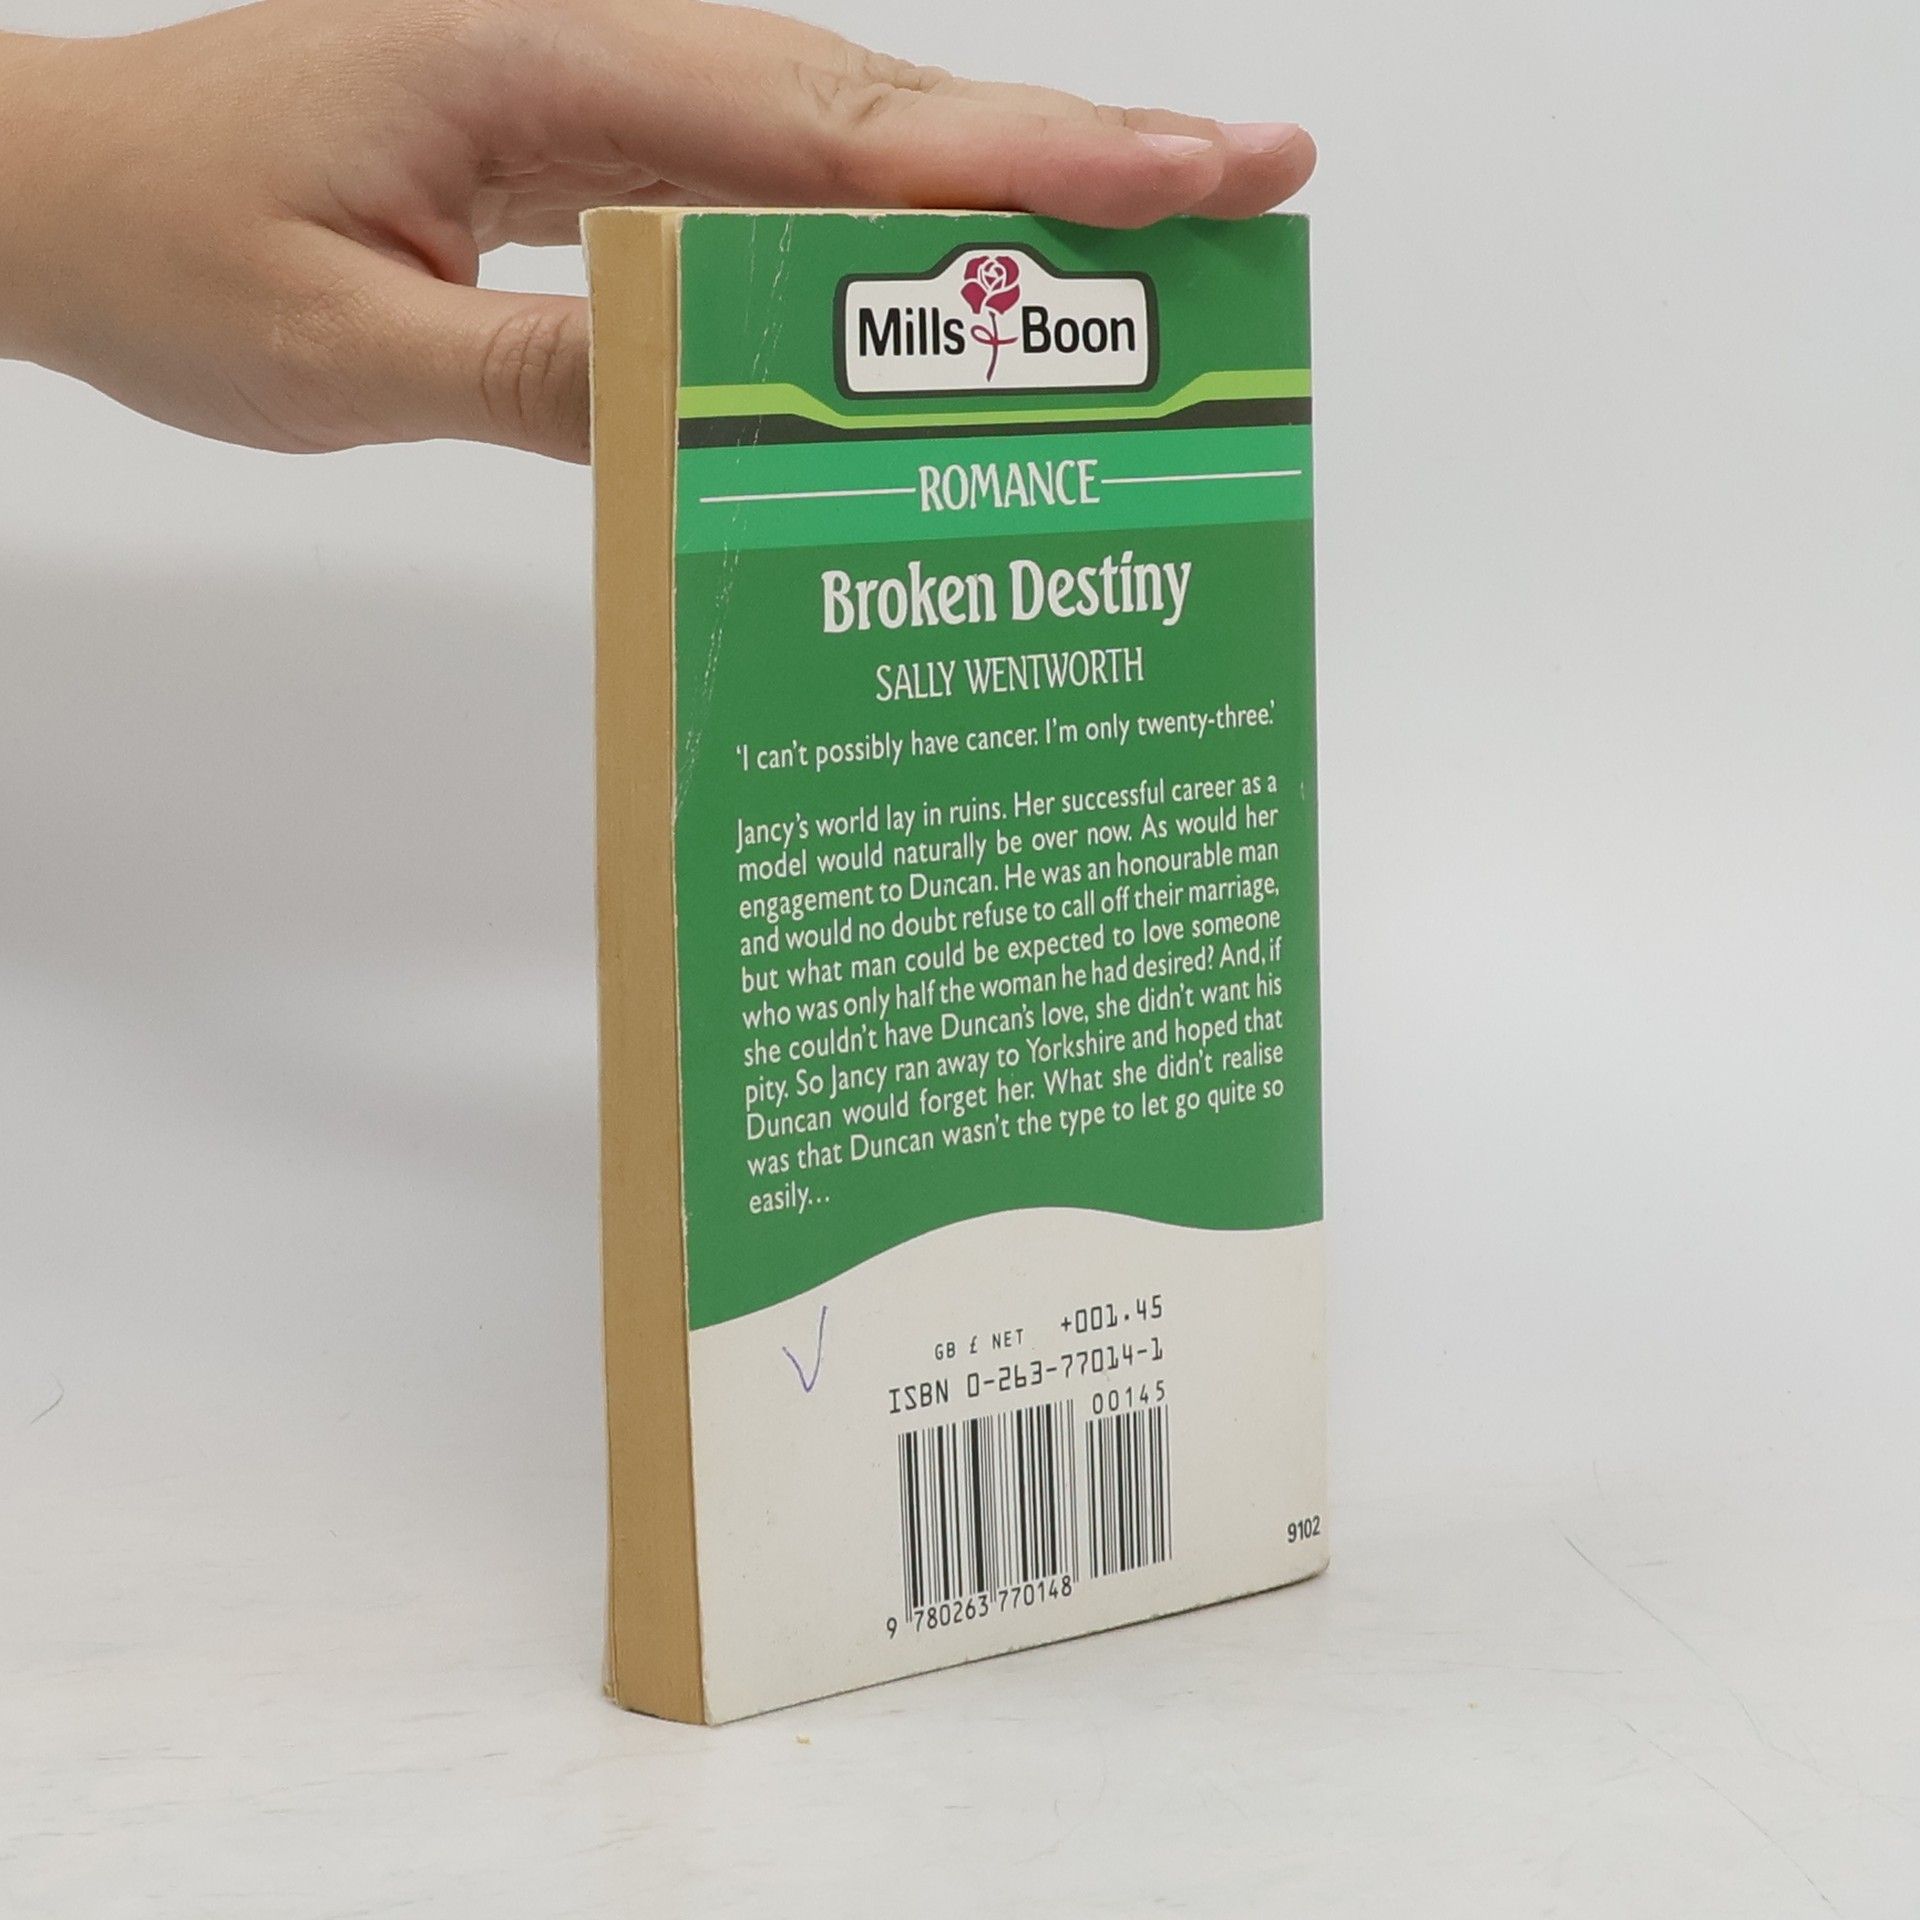 Mills & Boon
ROMANCE
Broken Destiny
SALLY WENTWORTH
‘I can’t possibly have cancer. I’m only twenty-three.’
Jancy’s world lay in ruins. Her successful career as a
model would naturally be over now. As would her
engagement to Duncan. He was an honourable man
and would no doubt refuse to call off their marriage,
but what man could be expected to love someone
who was only half the woman he had desired? And, if
she couldn’t have Duncan’s love, she didn’t want his
pity. So Jancy ran away to Yorkshire and hoped that
Duncan would forget her. What she didn’t realise
was that Duncan wasn’t the type to let go quite so
easily...
GB £ NET +001.45
ISBN 0-263-77014-1
00145
9 780263 770148
9102